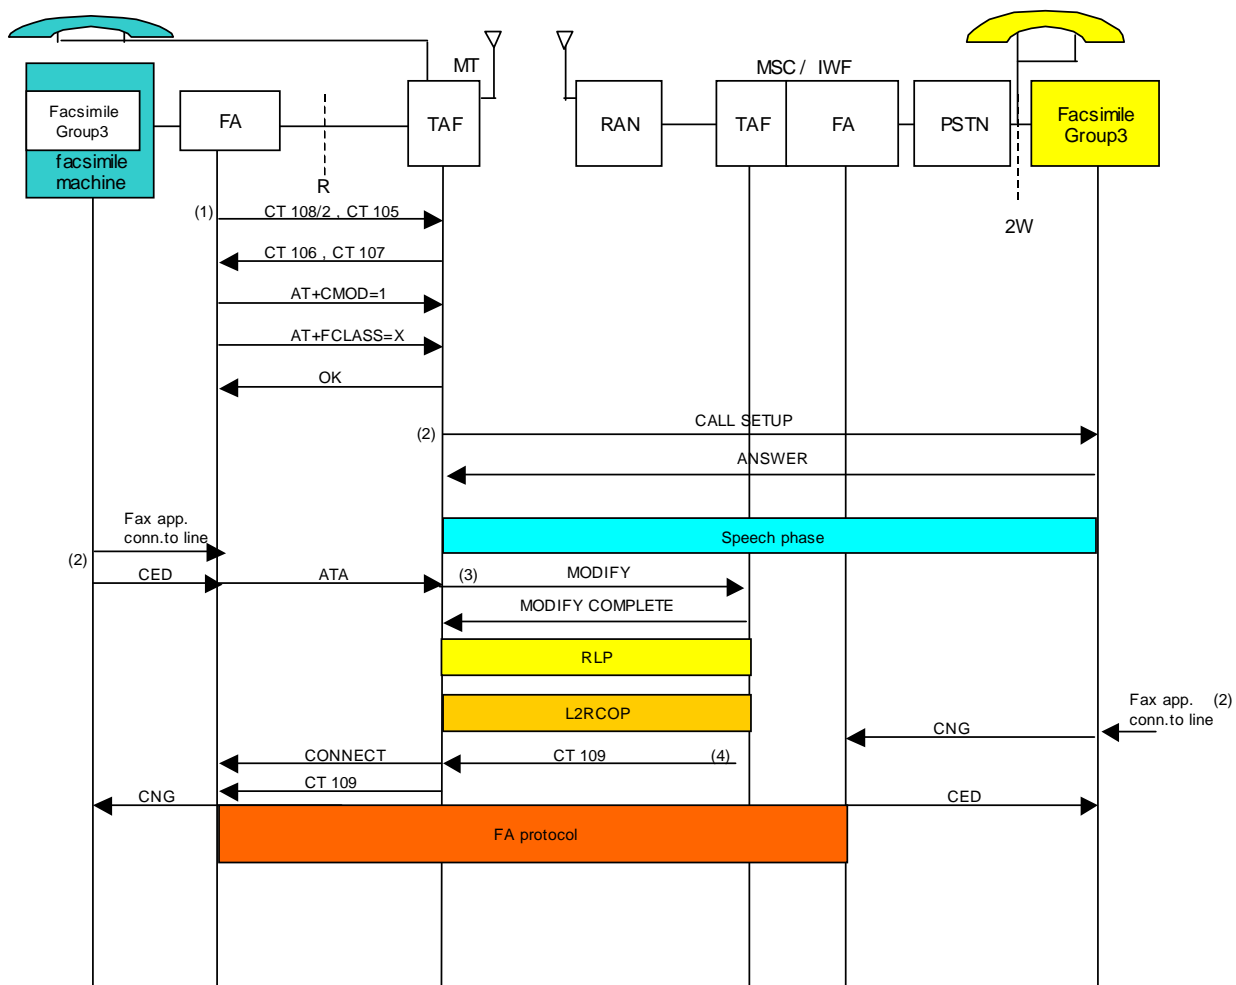 MT
MSC / IWF
Facsimile
Group3
facsimile
machine
FA
TAF
RAN
TAF
FA
PSTN
Facsimile
Group3
R
2W
(1)
CT 108/2 , CT 105
CT 106 , CT 107
AT+CMOD=1
AT+FCLASS=X
OK
(2)
CALL SETUP
ANSWER
Fax app.
conn.to line
(2)
Speech phase
CED
ATA
(3)
MODIFY
MODIFY COMPLETE
RLP
L2RCOP
Fax app. (2)
conn.to line
CNG
CONNECT
CT 109
(4)
CT 109
CNG
CED
FA protocol